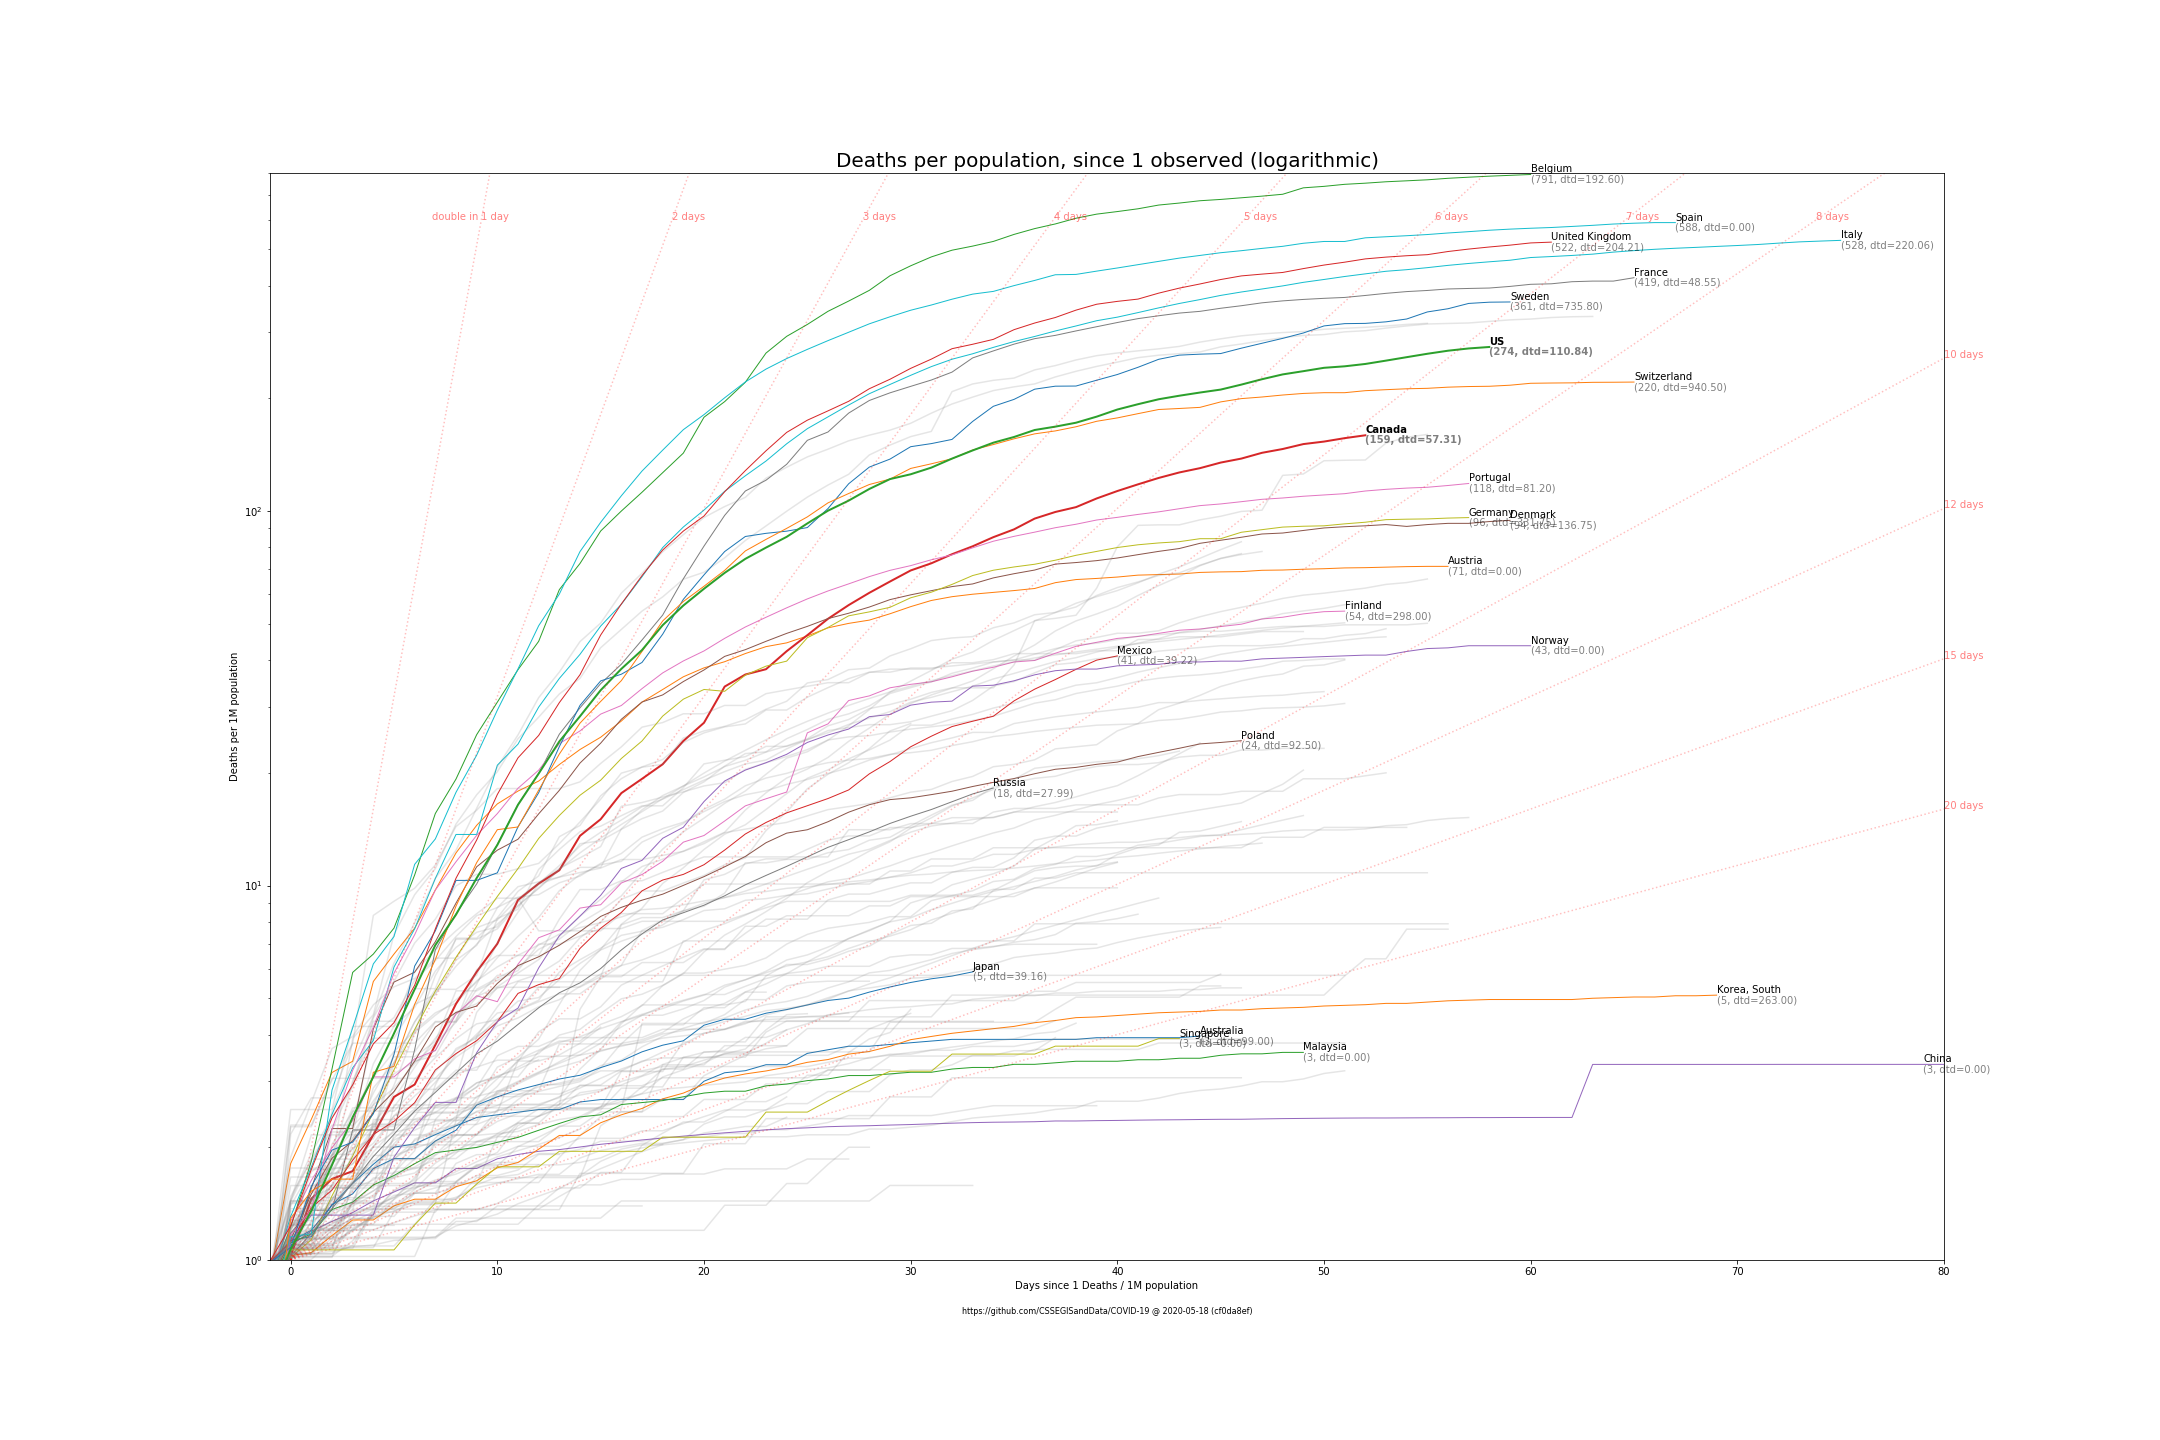 Deaths per population, since 1 observed (logarithmic)
Belgium
(791, dtd=192.60)
double in 1 day
2 days
3 days
4 days
5 days
6 days
7 days
8 days
Spain
(588, dtd=0.00)
United Kingdom
(522, dtd=204.21)
Italy
(528, dtd=220.06)
France
(419, dtd=48.55)
Sweden
(361, dtd=735.80)
US
(274, dtd=110.84)
10 days
Switzerland
(220, dtd=940.50)
Canada
(159, dtd=57.31)
Portugal
(118, dtd=81.20)
12 days
10²
Germany
(96,
Denmark
(94, dtd=136.75)
Austria
(71, dtd=0.00)
Finland
(54, dtd=298.00)
Norway
(43, dtd=0.00)
Mexico
(41, dtd=39.22)
15 days
Deaths per 1M population
Poland
(24, dtd=92.50)
Russia
(18, dtd=27.99)
20 days
10¹
Japan
(5, dtd=39.16)
Korea, South
(5, dtd=263.00)
Singapore
(3, dtd=0.00)
Australia
Malaysia
(3, dtd=0.00)
China
(3, dtd=0.00)
10⁰
0 10 20 30 40 50 60 70 80
Days since 1 Deaths / 1M population
https://github.com/CSSEGISandData/COVID-19 @ 2020-05-18 (cf0da8ef)